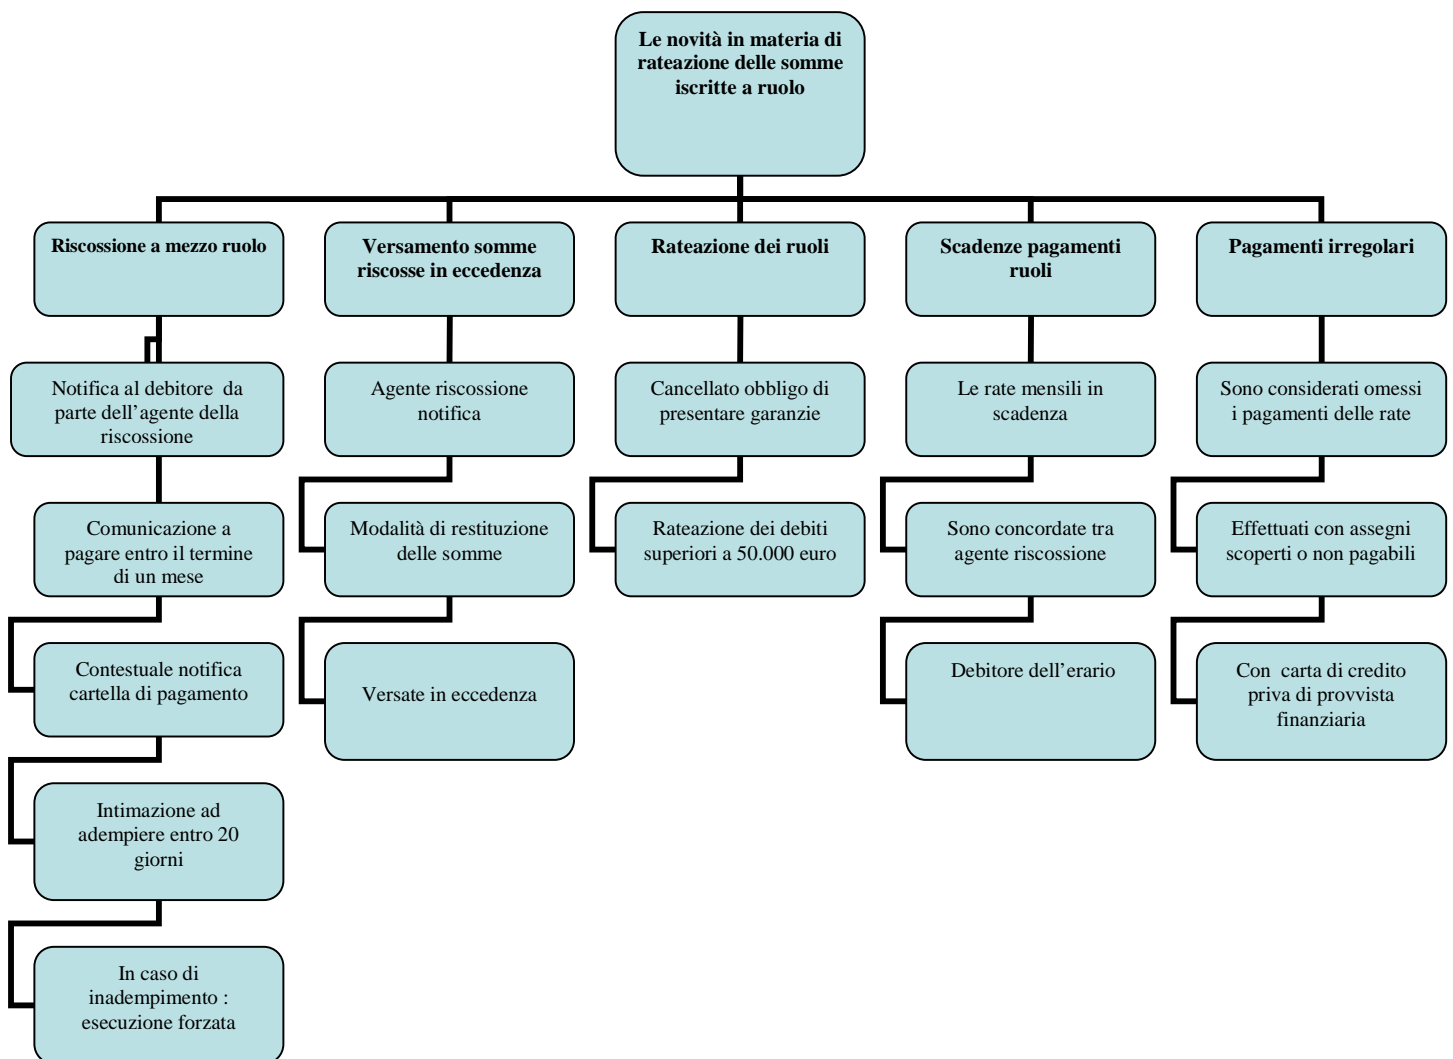 Le novità in materia di
rateazione delle somme
iscritte a ruolo
Riscossione a mezzo ruolo
Notifica al debitore da
parte dell’agente della
riscossione
Comunicazione a
pagare entro il termine
di un mese
Contestuale notifica
cartella di pagamento
Intimazione ad
adempiere entro 20
giorni
In caso di
inadempimento :
esecuzione forzata
Versamento somme
riscosse in eccedenza
Agente riscossione
notifica
Modalità di restituzione
delle somme
Versate in eccedenza
Rateazione dei ruoli
Cancellato obbligo di
presentare garanzie
Rateazione dei debiti
superiori a 50.000 euro
Scadenze pagamenti
ruoli
Le rate mensili in
scadenza
Sono concordate tra
agente riscossione
Debitore dell’erario
Pagamenti irregolari
Sono considerati omessi
i pagamenti delle rate
Effettuati con assegni
scoperti o non pagabili
Con carta di credito
priva di provvista
finanziaria